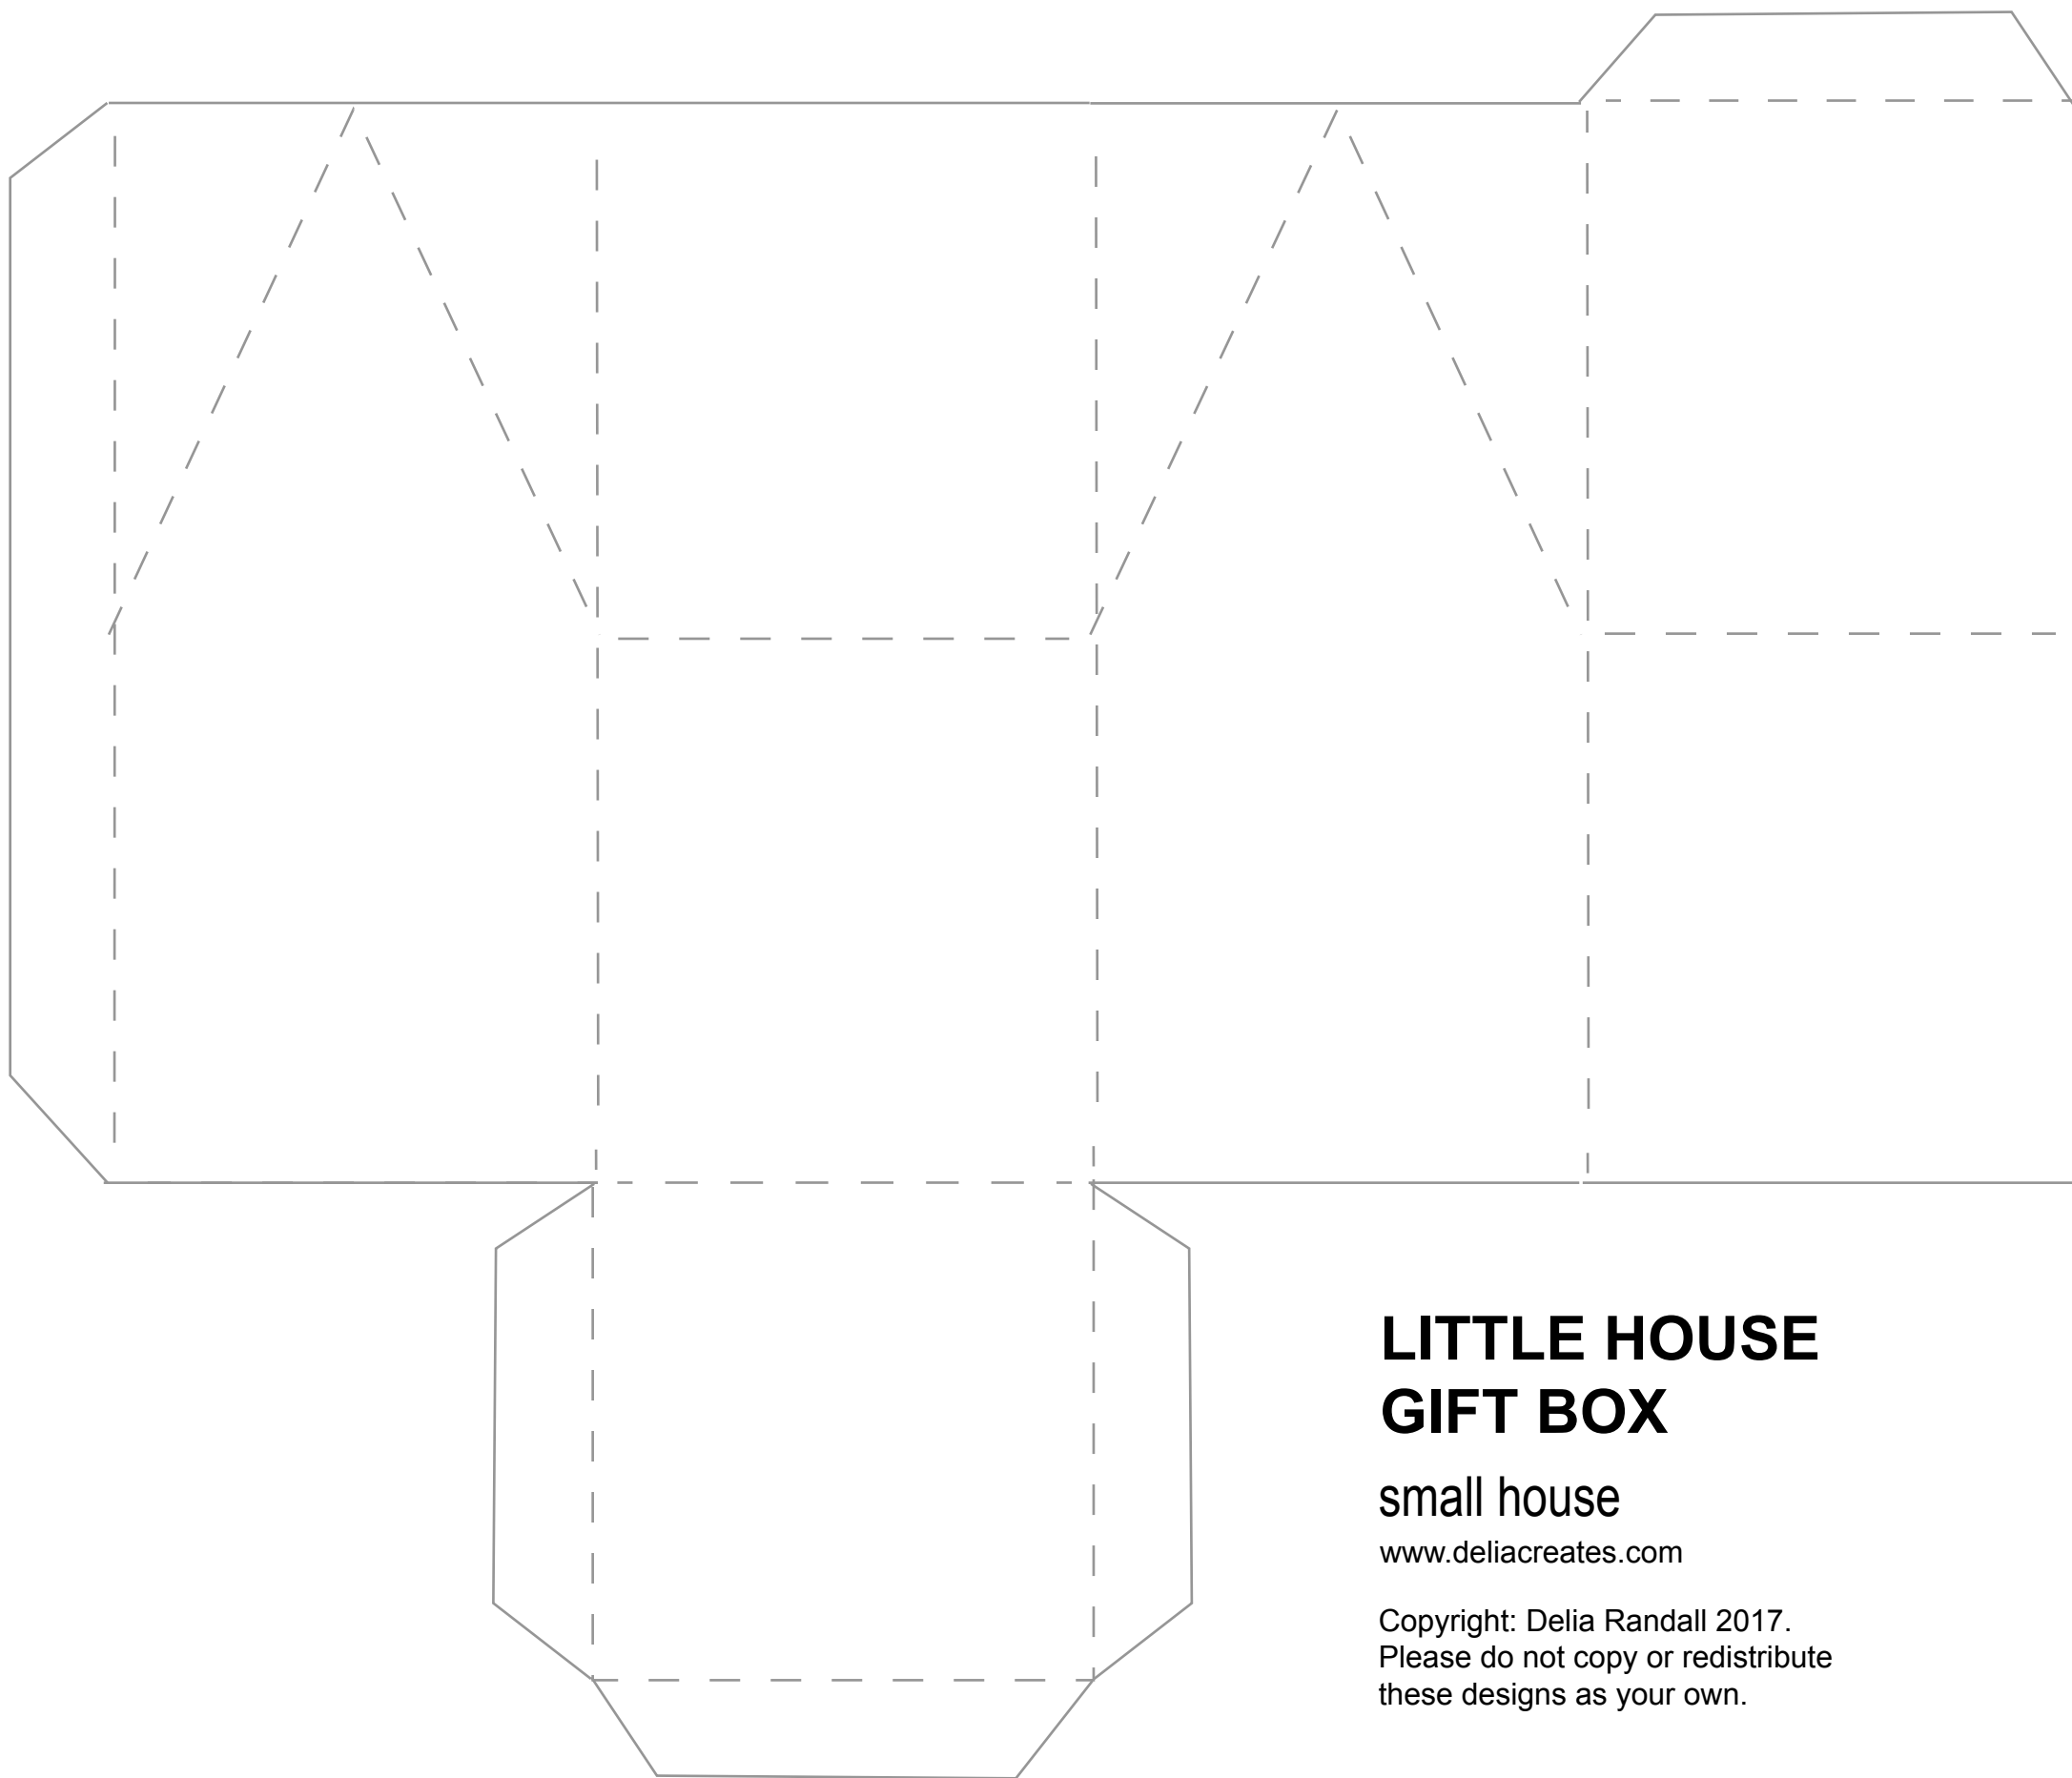 LITTLE HOUSE
GIFT BOX
small house
www.deliacreates.com
Copyright: Delia Randall 2017.
Please do not copy or redistribute
these designs as your own.